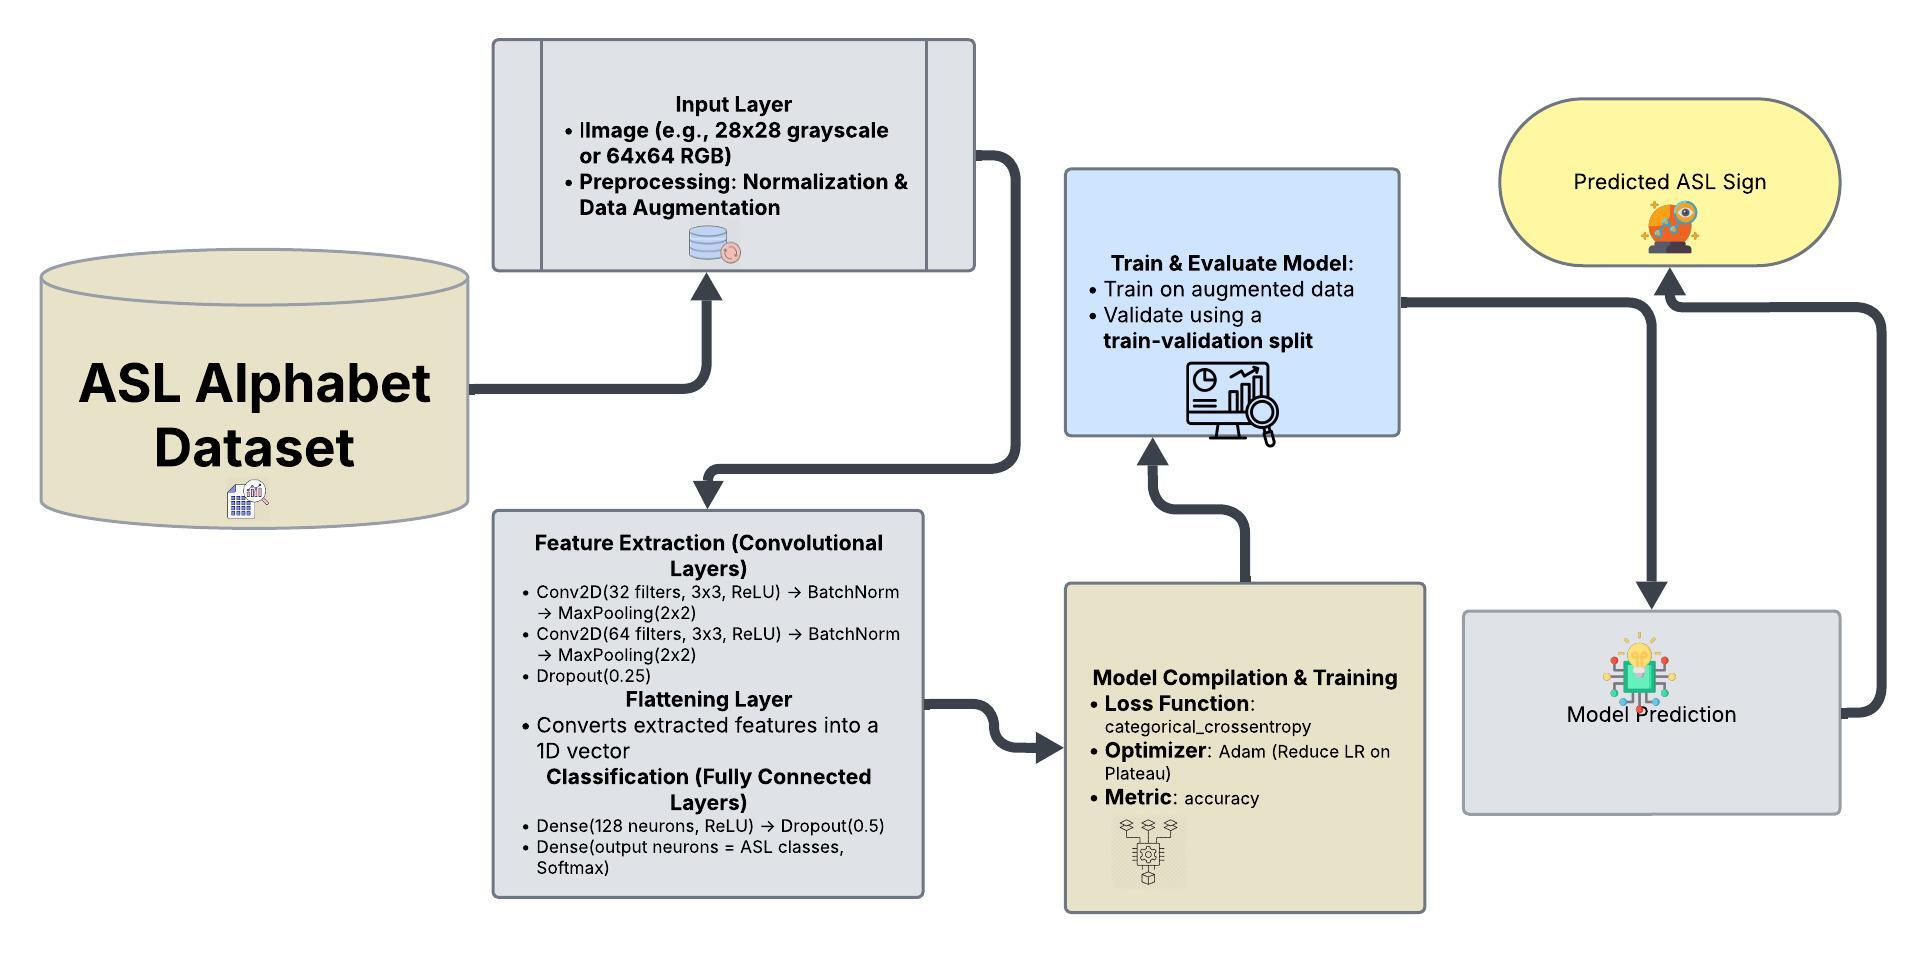 ASL Alphabet
Dataset
Input Layer
• IImage (e.g., 28x28 grayscale
or 64x64 RGB)
• Preprocessing: Normalization &
Data Augmentation
Feature Extraction (Convolutional
Layers)
• Conv2D(32 filters, 3x3, ReLU) → BatchNorm
→ MaxPooling(2x2)
• Conv2D(64 filters, 3x3, ReLU) → BatchNorm
→ MaxPooling(2x2)
• Dropout(0.25)
Flattening Layer
• Converts extracted features into a
1D vector
Classification (Fully Connected
Layers)
• Dense(128 neurons, ReLU) → Dropout(0.5)
• Dense(output neurons = ASL classes,
Softmax)
Model Compilation & Training
• Loss Function:
categorical_crossentropy
• Optimizer: Adam (Reduce LR on
Plateau)
• Metric: accuracy
Train & Evaluate Model:
• Train on augmented data
• Validate using a
train-validation split
Model Prediction
Predicted ASL Sign